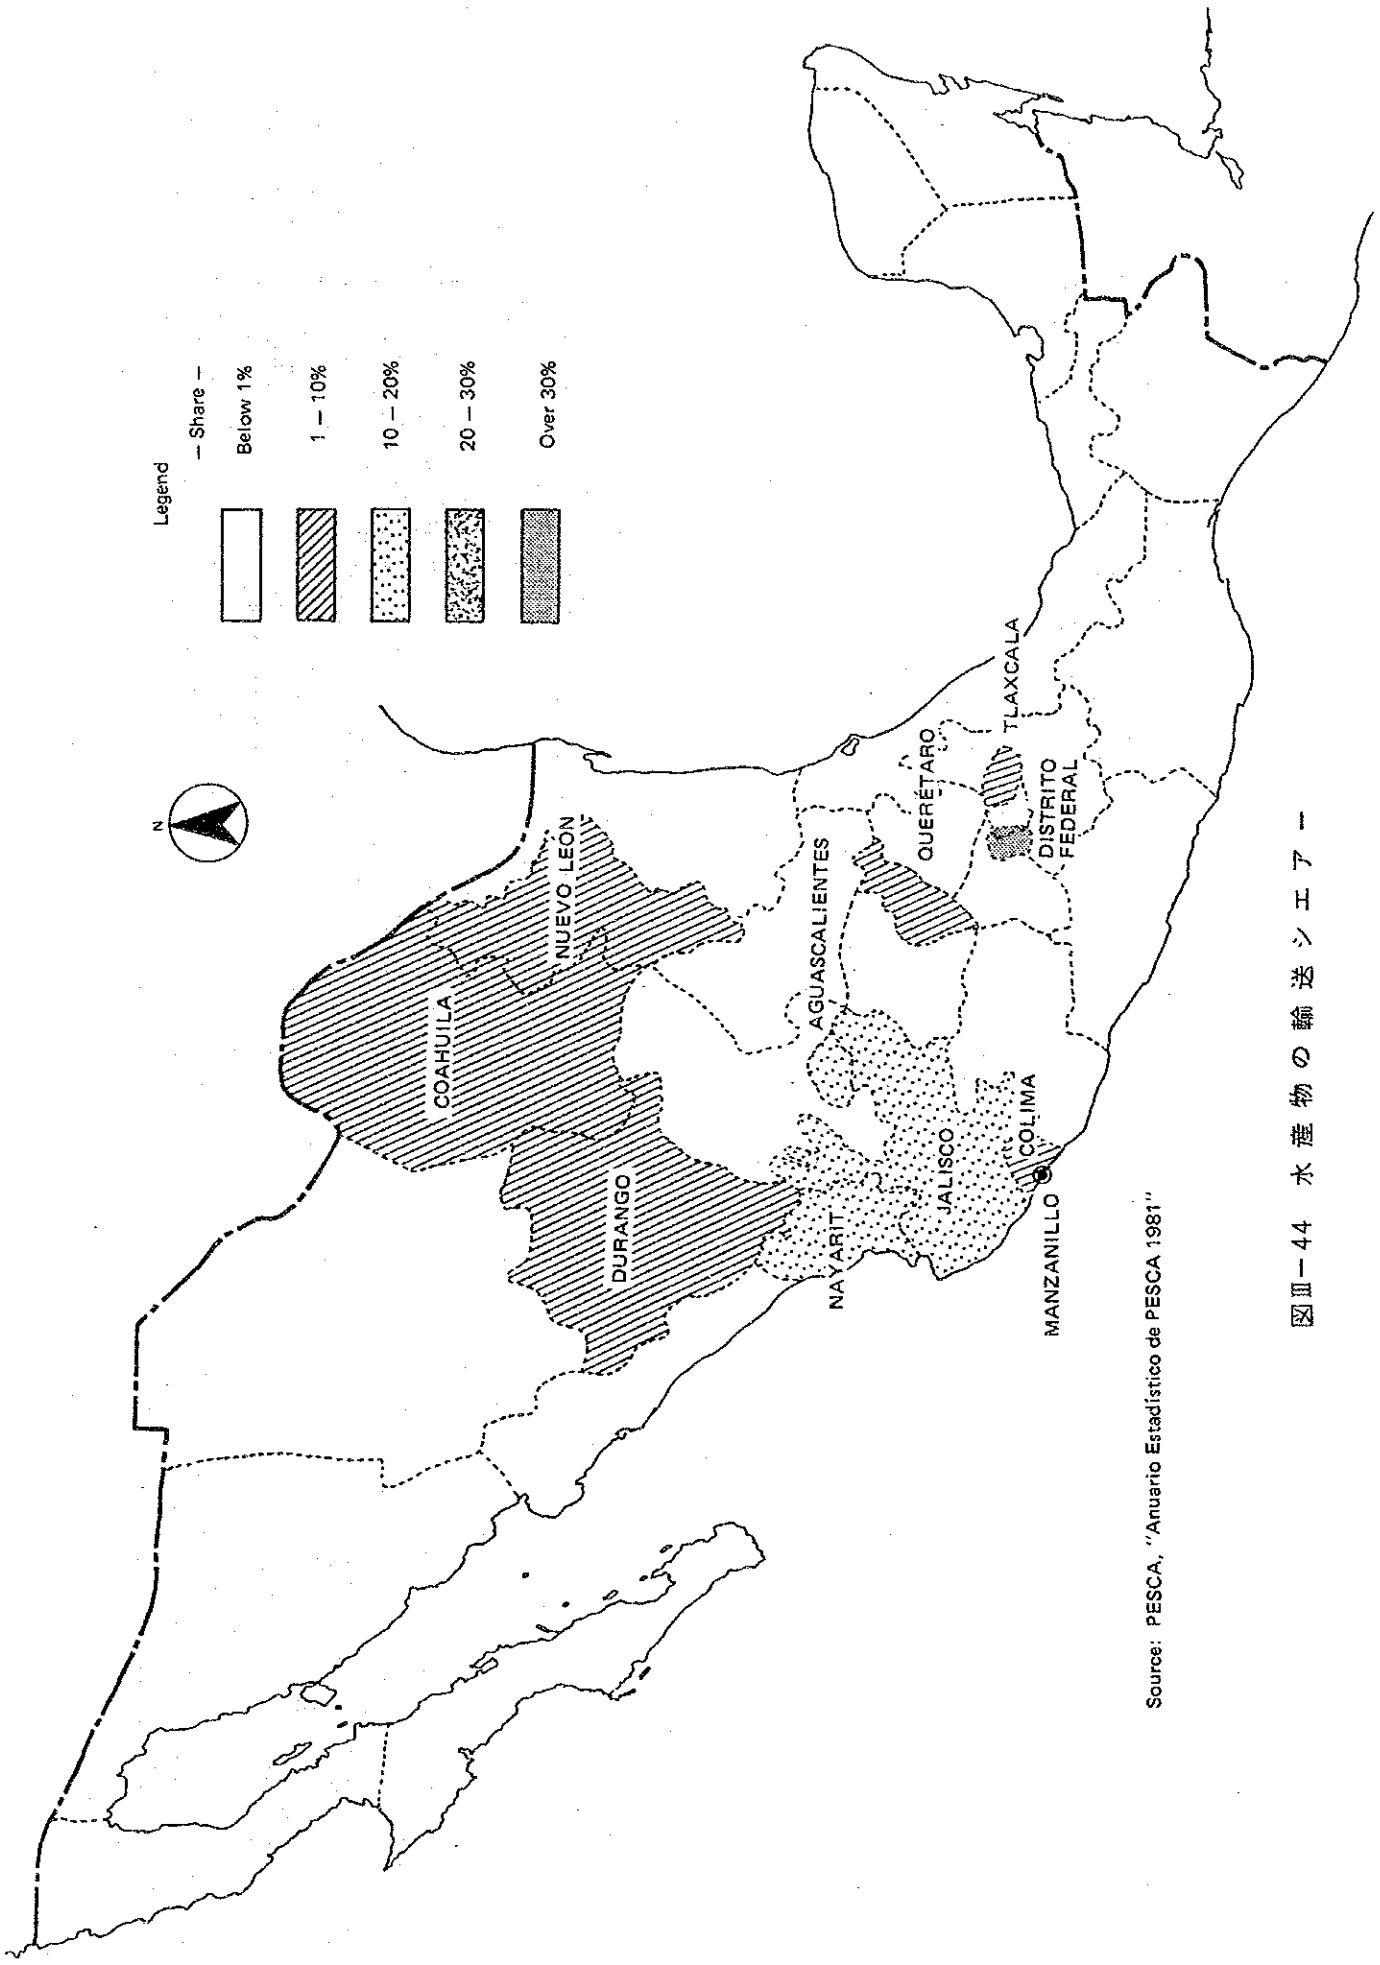 Legend
— Share —
Below 1%
1 — 10%
10 — 20%
20 — 30%
Over 30%
N
COAHUILA
NUEVO LEON
DURANGO
AGUASCALIENTES
QUERÉTARO
TLAXCALA
DISTRITO
FEDERAL
NAYARIT
JALISCO
COLIMA
MANZANILLO
Source: PESCA, "Anuario Estadístico de PESCA 1981"
図Ⅲ－44 水産物の輸送シエアー